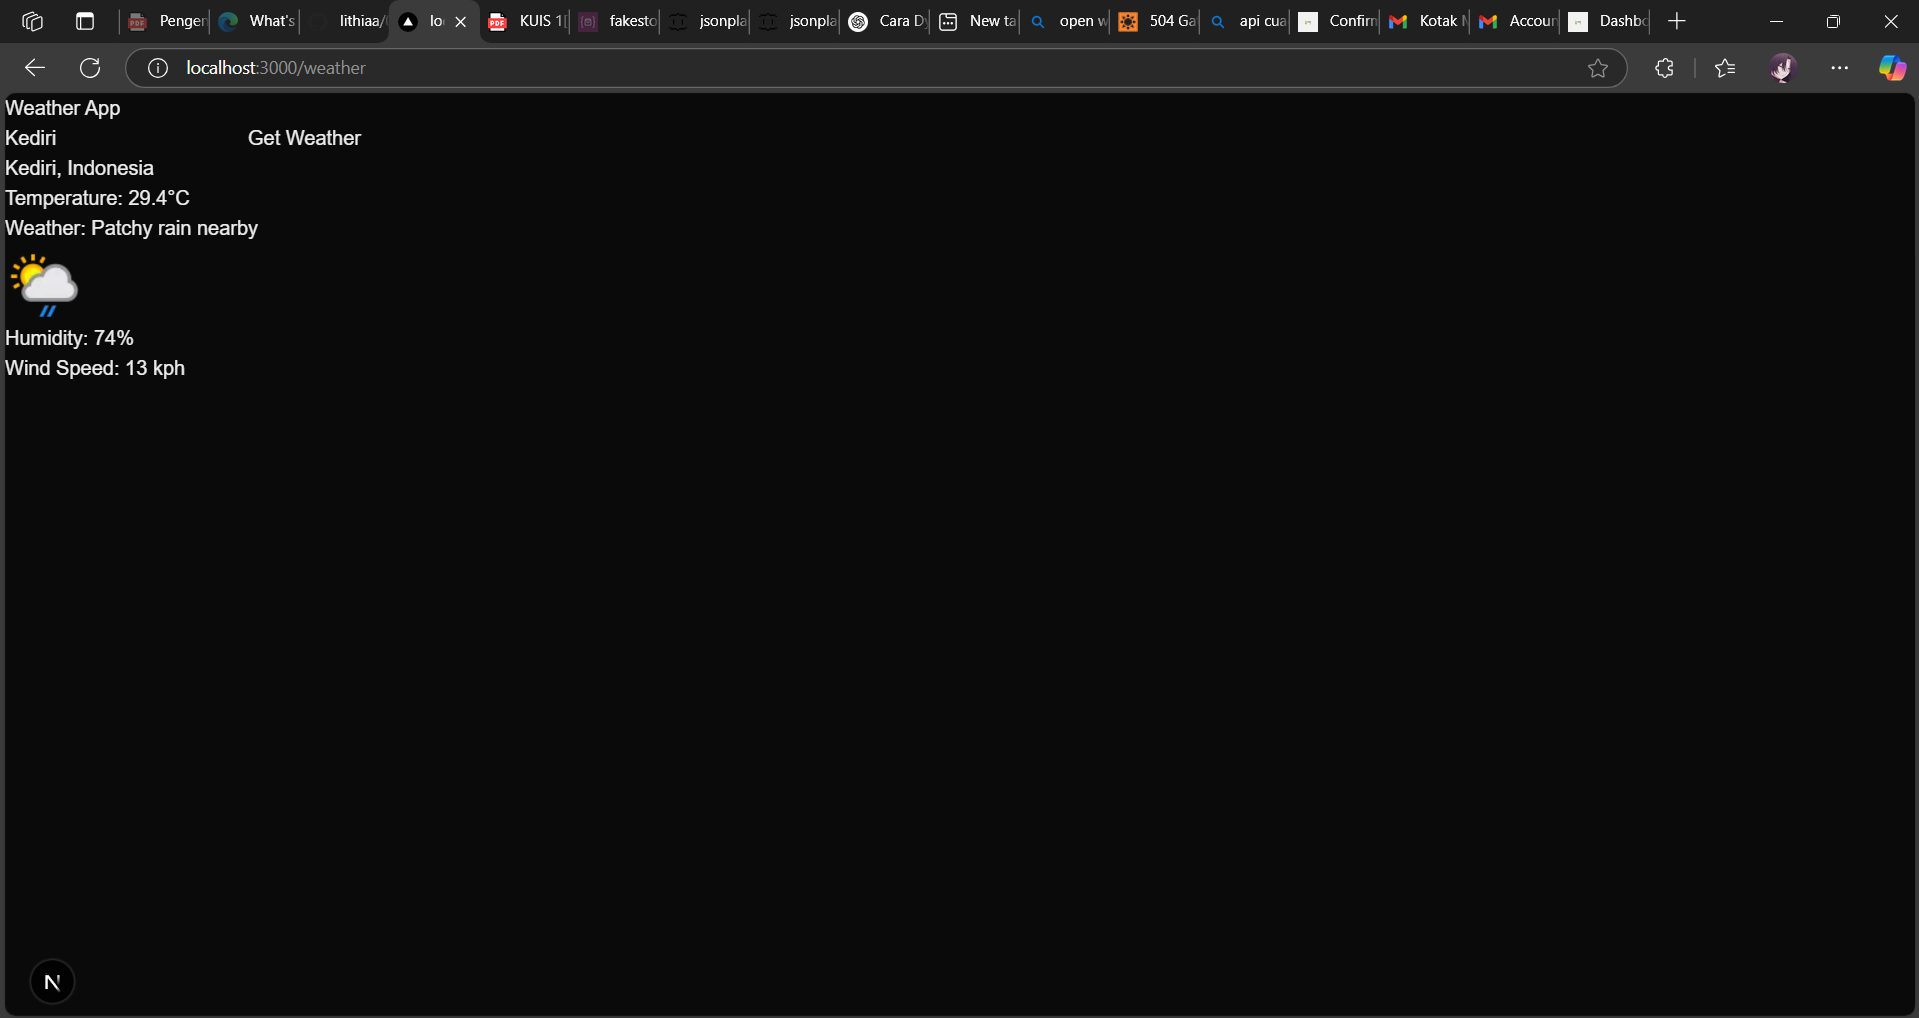 Pengen
What's
lithiaa/
lo
KUIS 1[
fakesto
jsonpla
jsonpla
Cara D
New ta
open w
504 Ga
api cua
Confirm
Kotak M
Accoun
Dashbo
localhost:3000/weather
Weather App
Kediri Get Weather
Kediri, Indonesia
Temperature: 29.4°C
Weather: Patchy rain nearby
Humidity: 74%
Wind Speed: 13 kph
N